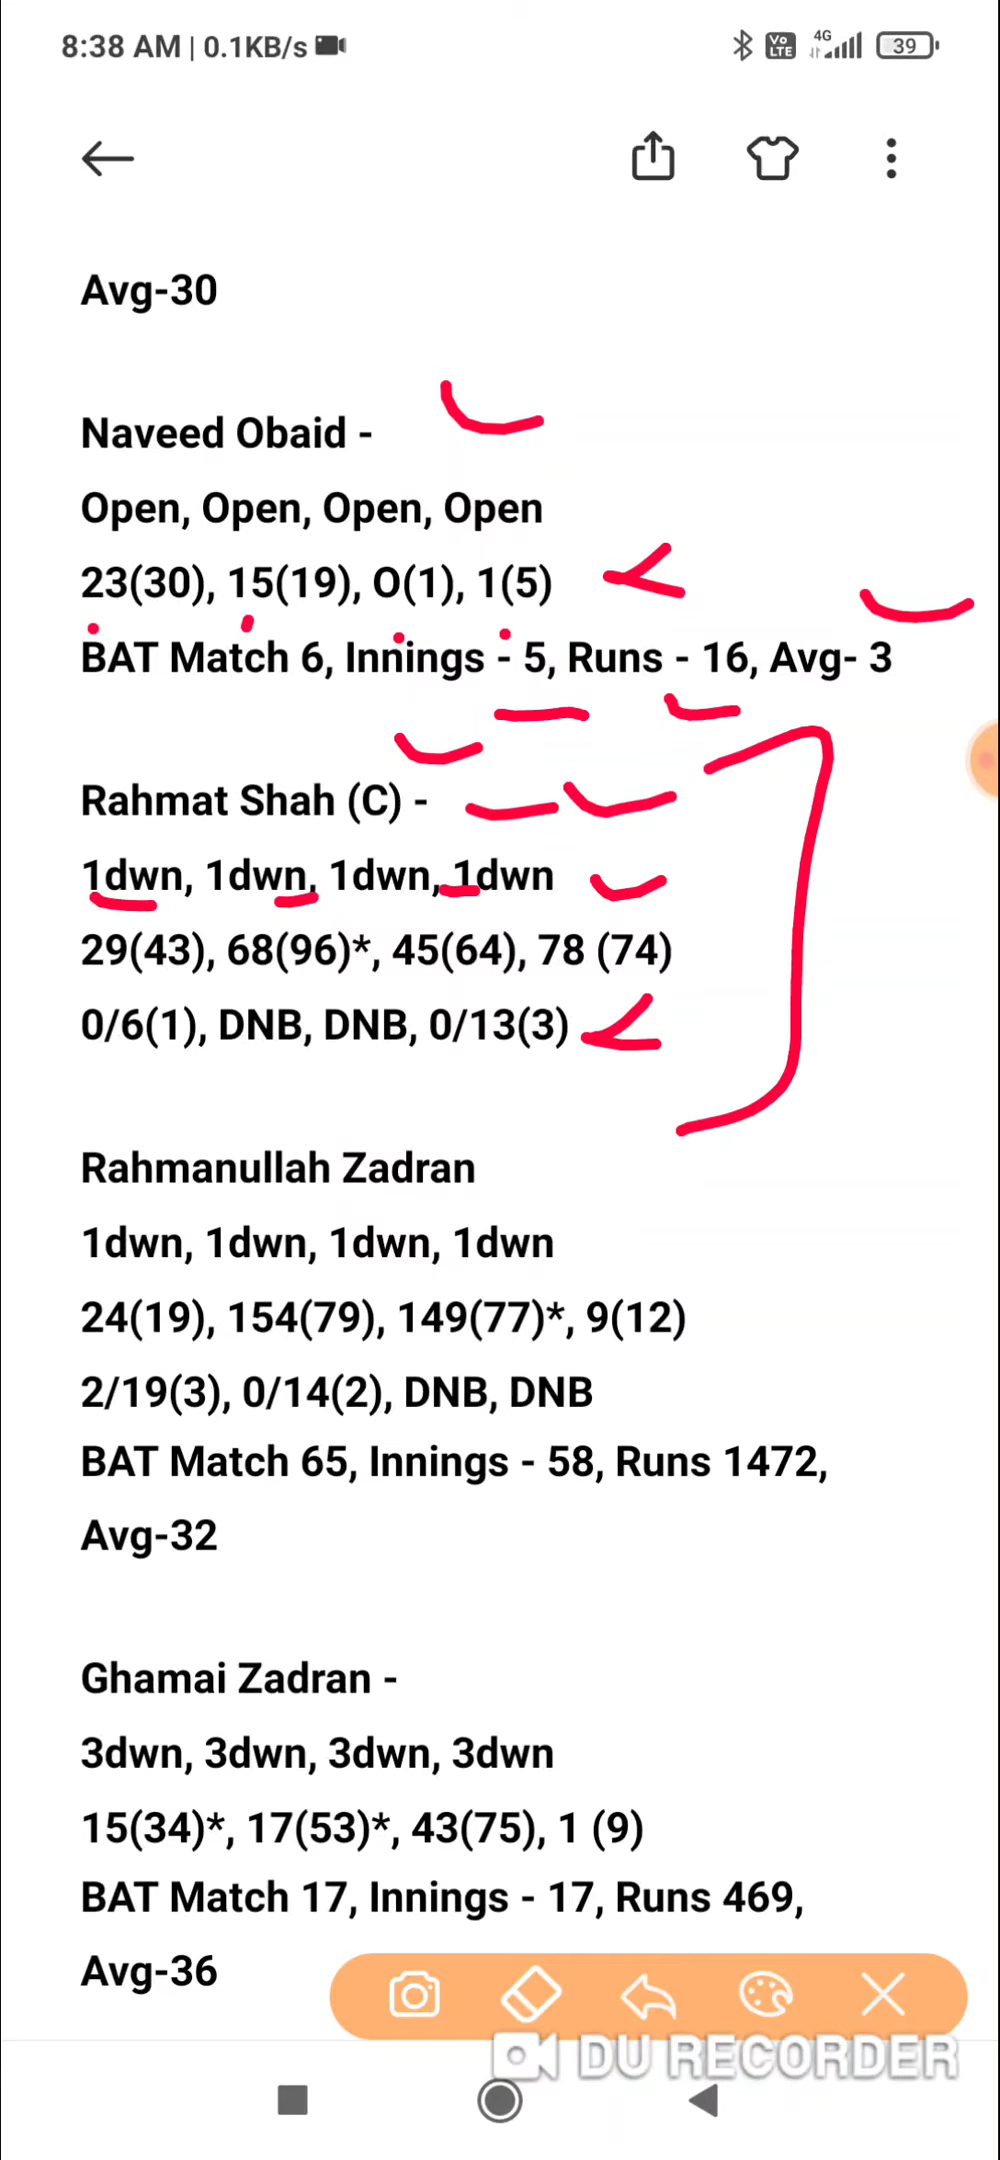 8:38 AM | 0.1KB/s
Vo LTE 4G 39
Avg-30
Naveed Obaid -
Open, Open, Open, Open
23(30), 15(19), O(1), 1(5)
BAT Match 6, Innings - 5, Runs - 16, Avg- 3
Rahmat Shah (C) -
1dwn, 1dwn, 1dwn, 1dwn
29(43), 68(96)*, 45(64), 78 (74)
0/6(1), DNB, DNB, 0/13(3)
Rahmanullah Zadran
1dwn, 1dwn, 1dwn, 1dwn
24(19), 154(79), 149(77)*, 9(12)
2/19(3), 0/14(2), DNB, DNB
BAT Match 65, Innings - 58, Runs 1472,
Avg-32
Ghamai Zadran -
3dwn, 3dwn, 3dwn, 3dwn
15(34)*, 17(53)*, 43(75), 1 (9)
BAT Match 17, Innings - 17, Runs 469,
Avg-36
DU RECORDER